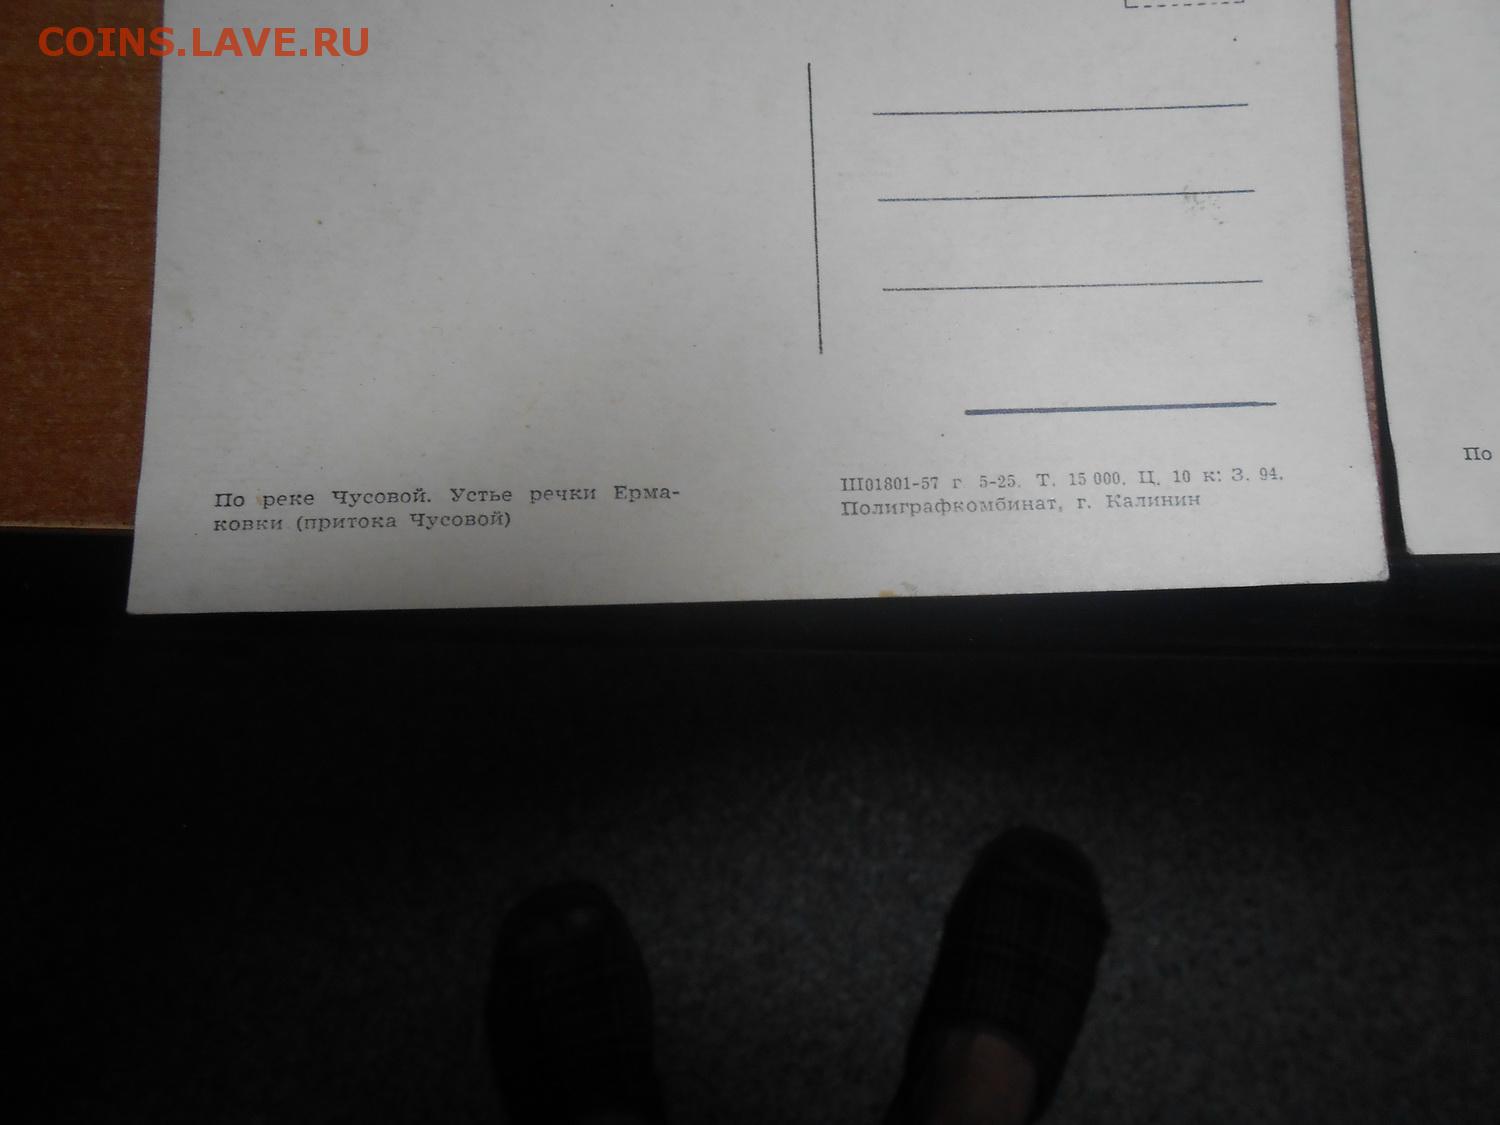 COINS.LAVE.RU
По реке Чусовой. Устье речки Ерма-
ковки (притока Чусовой)
Ш01801-57 г 5-25. Т. 15 000. Ц. 10 к. З. 94.
Полиграфкомбинат, г. Калинин
По